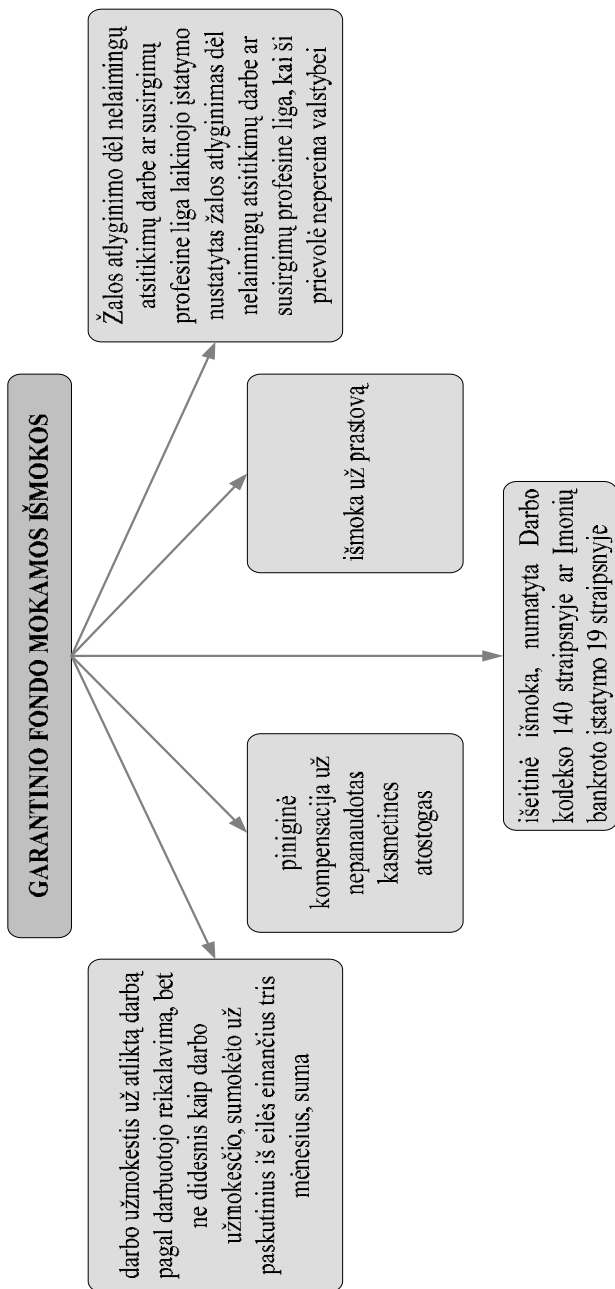 GARANTINIO FONDO MOKAMOS IŠMOKOS
darbo užmokestis už atliktą darbą
pagal darbuotojo reikalavimą, bet
ne didesnis kaip darbo
užmokesčio, sumokėto už
paskutinius iš eilės einančius tris
mėnesius, suma
piniginė
kompensacija už
nepanaudotas
kasmetines
atostogas
išeitinė išmoka, numatyta Darbo
kodekso 140 straipsnyje ar Įmonių
bankroto įstatymo 19 straipsnyje
išmoka už prastovą
Žalos atlyginimo dėl nelaimingų
atsitikimų darbe ar susirgimų
profesine liga laikinojo įstatymo
nustatytas žalos atlyginimas dėl
nelaimingų atsitikimų darbe ar
susirgimų profesine liga, kai ši
prievolė nepereina valstybei